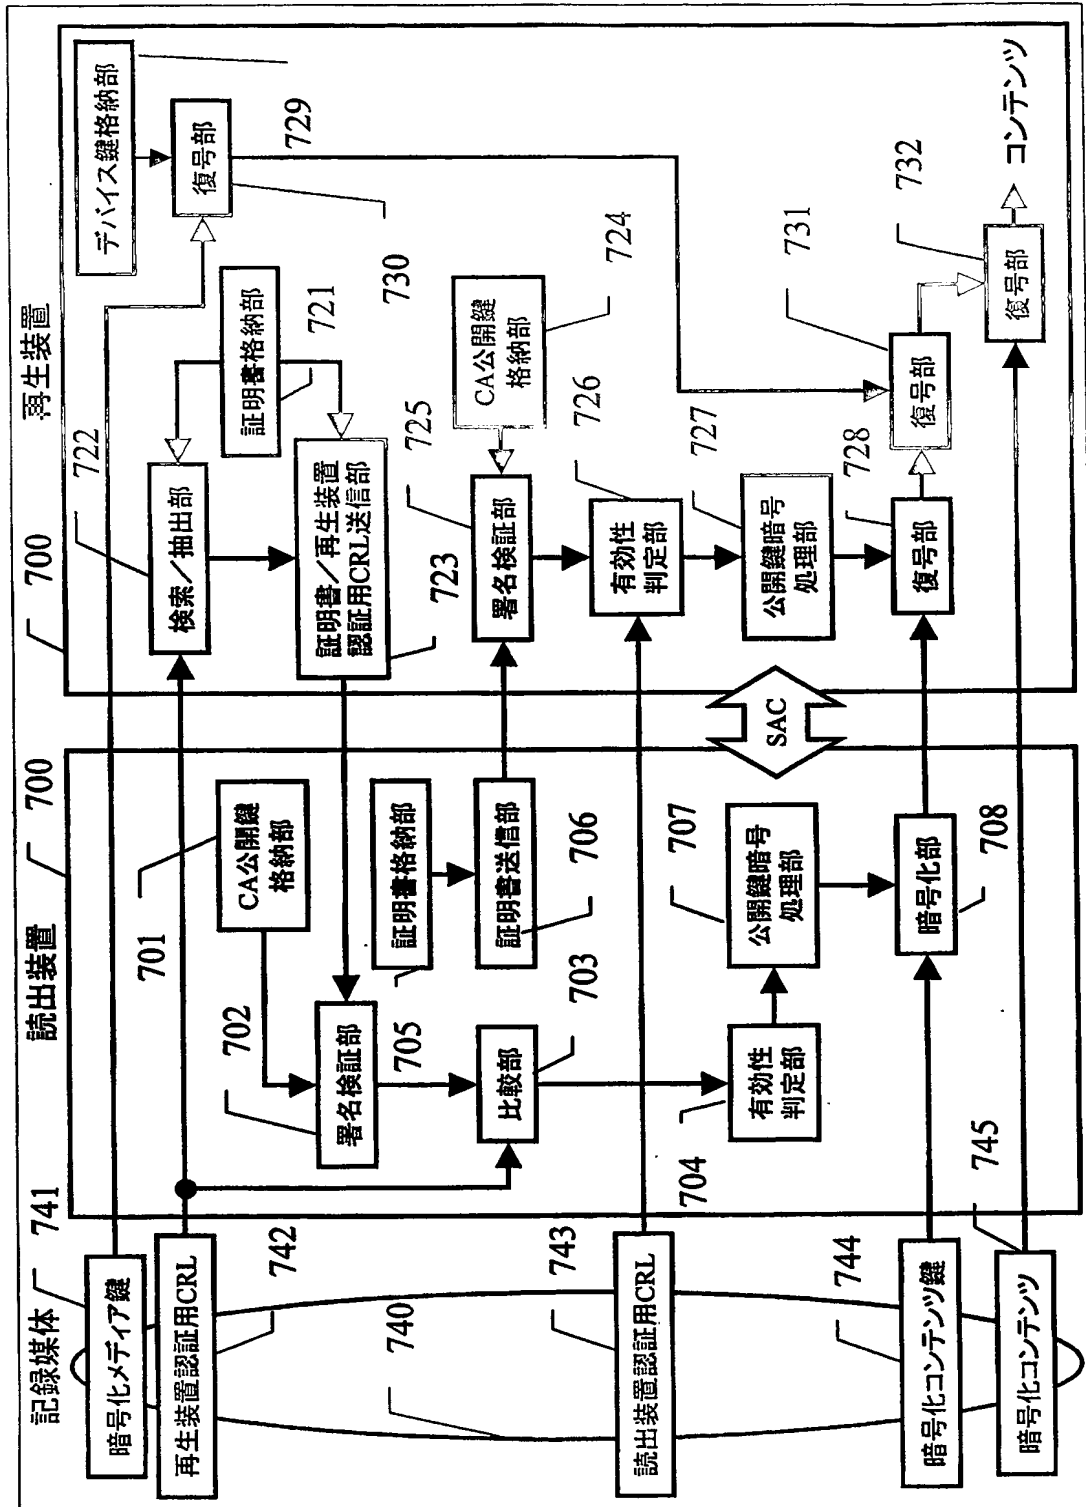 記録媒体
741
暗号化メディア鍵
再生装置認証用CRL
742
740
読出装置認証用CRL
743
744
暗号化コンテンツ鍵
暗号化コンテンツ
745
読出装置
700
701
CA公開鍵
格納部
702
署名検証部
705
証明書格納部
比較部
証明書送信部
703
706
704
707
有効性
判定部
公開鍵暗号
処理部
暗号化部
708
SAC
再生装置
700
722
デバイス鍵格納部
検索/抽出部
復号部
証明書格納部
721
729
証明書/再生装置
認証用CRL送信部
730
723
725
CA公開鍵
格納部
署名検証部
724
726
有効性
判定部
727
公開鍵暗号
処理部
731
728
復号部
復号部
732
復号部
コンテンツ